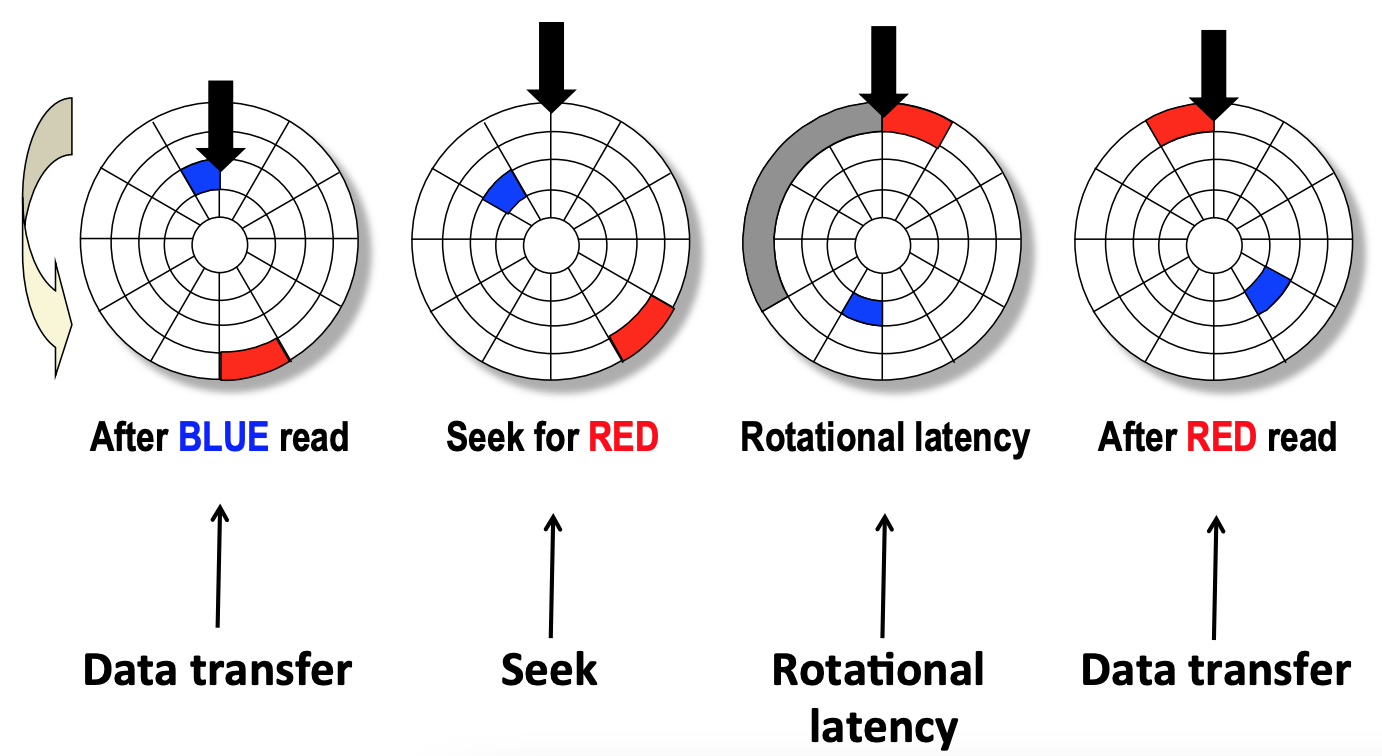 After BLUE read
Seek for RED
Rotational latency
After RED read
Data transfer
Seek
Rotational
latency
Data transfer